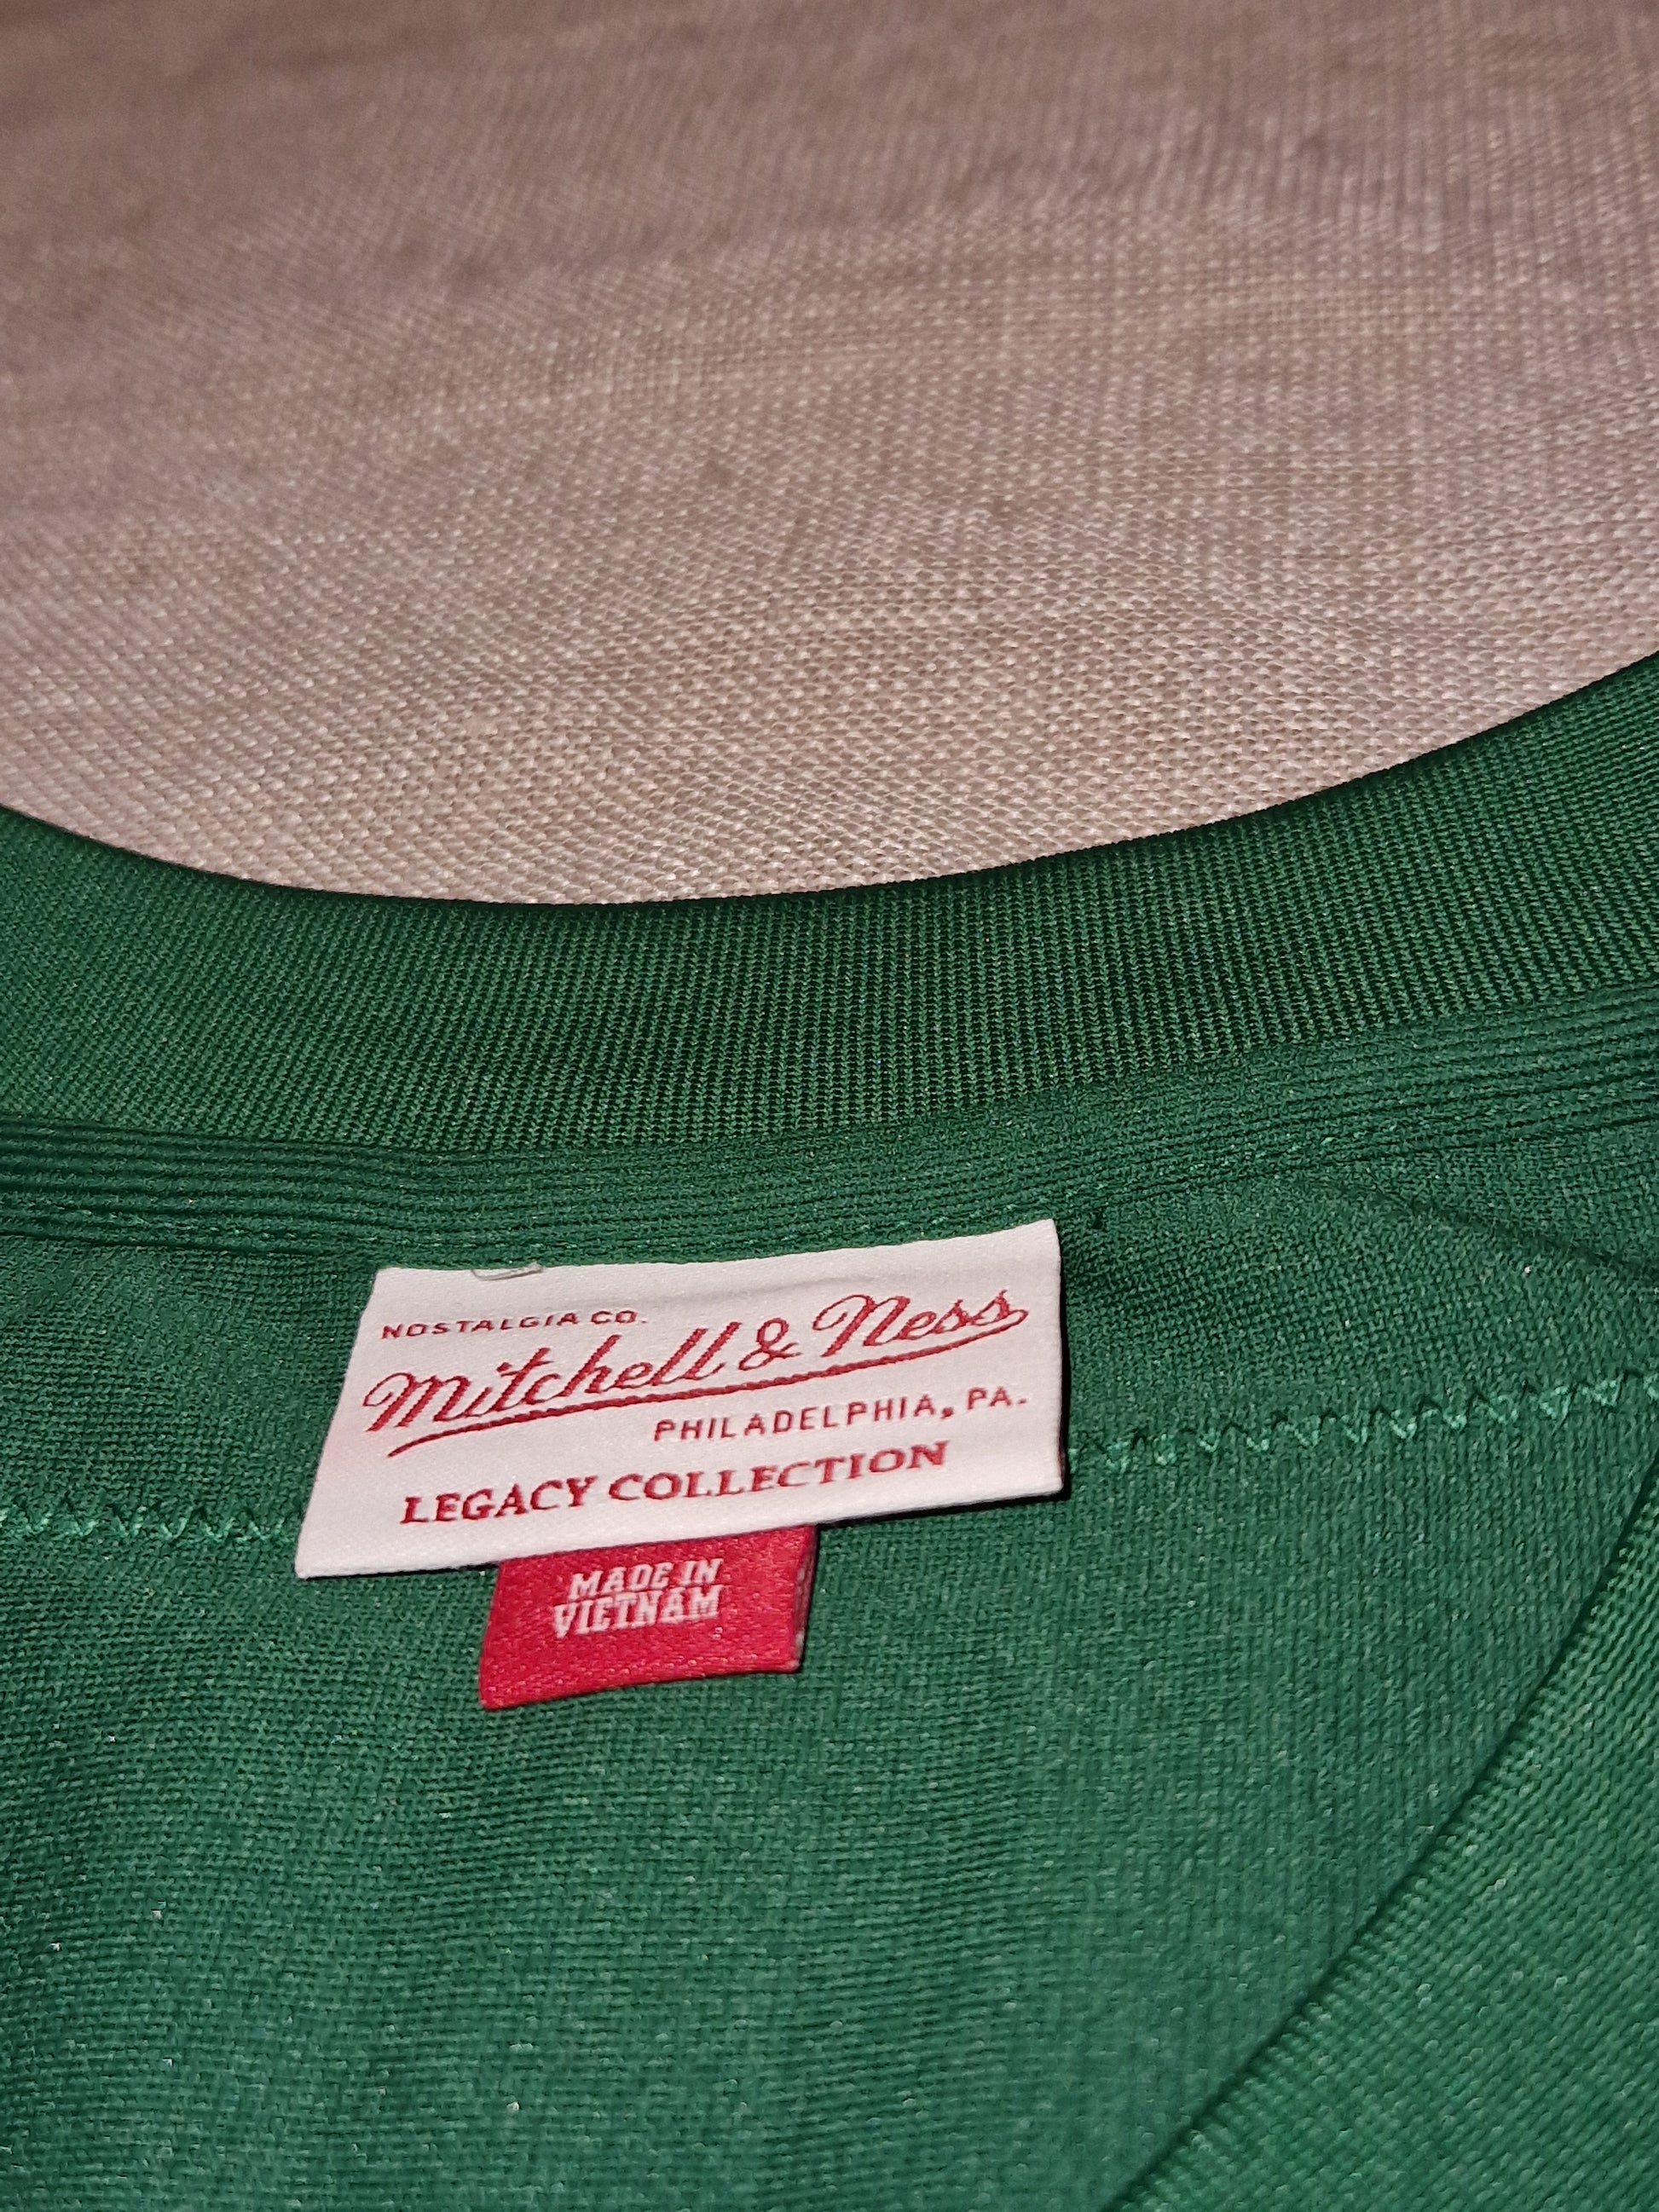 NOSTALGIA CO.
Mitchell & Ness
PHILADELPHIA, PA.
LEGACY COLLECTION
MADE IN
VIETNAM